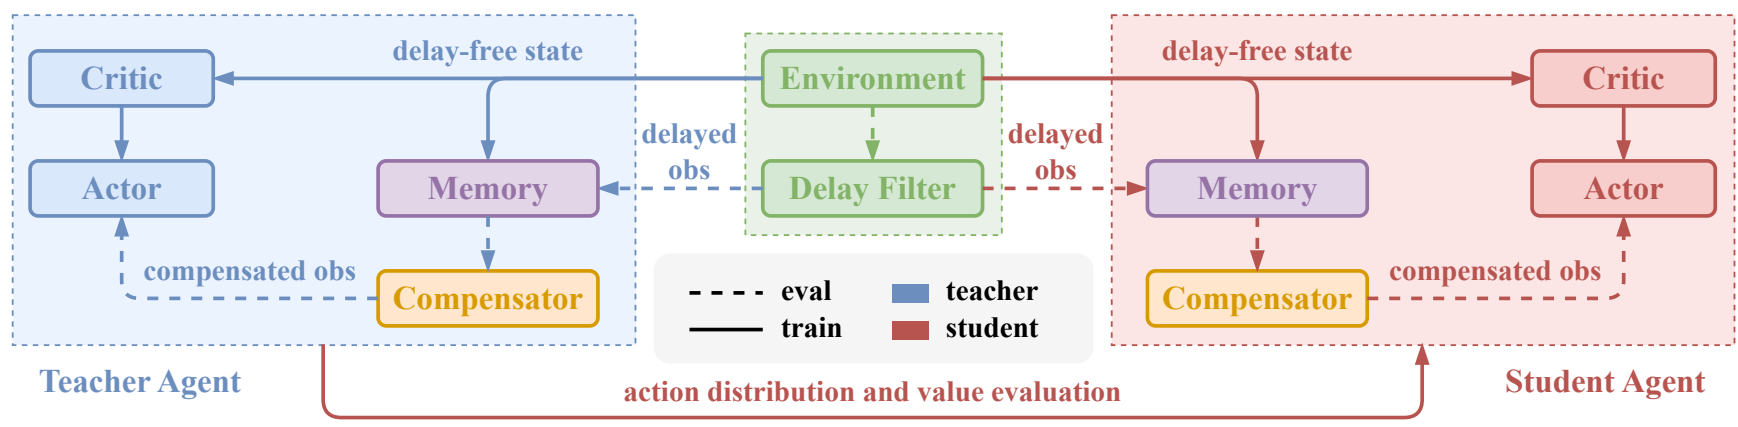 delay-free state
delay-free state
Critic
Environment
Critic
delayed
obs
delayed
obs
Actor
Memory
Delay Filter
Memory
Actor
compensated obs
compensated obs
Compensator
eval
teacher
Compensator
train
student
Teacher Agent
action distribution and value evaluation
Student Agent